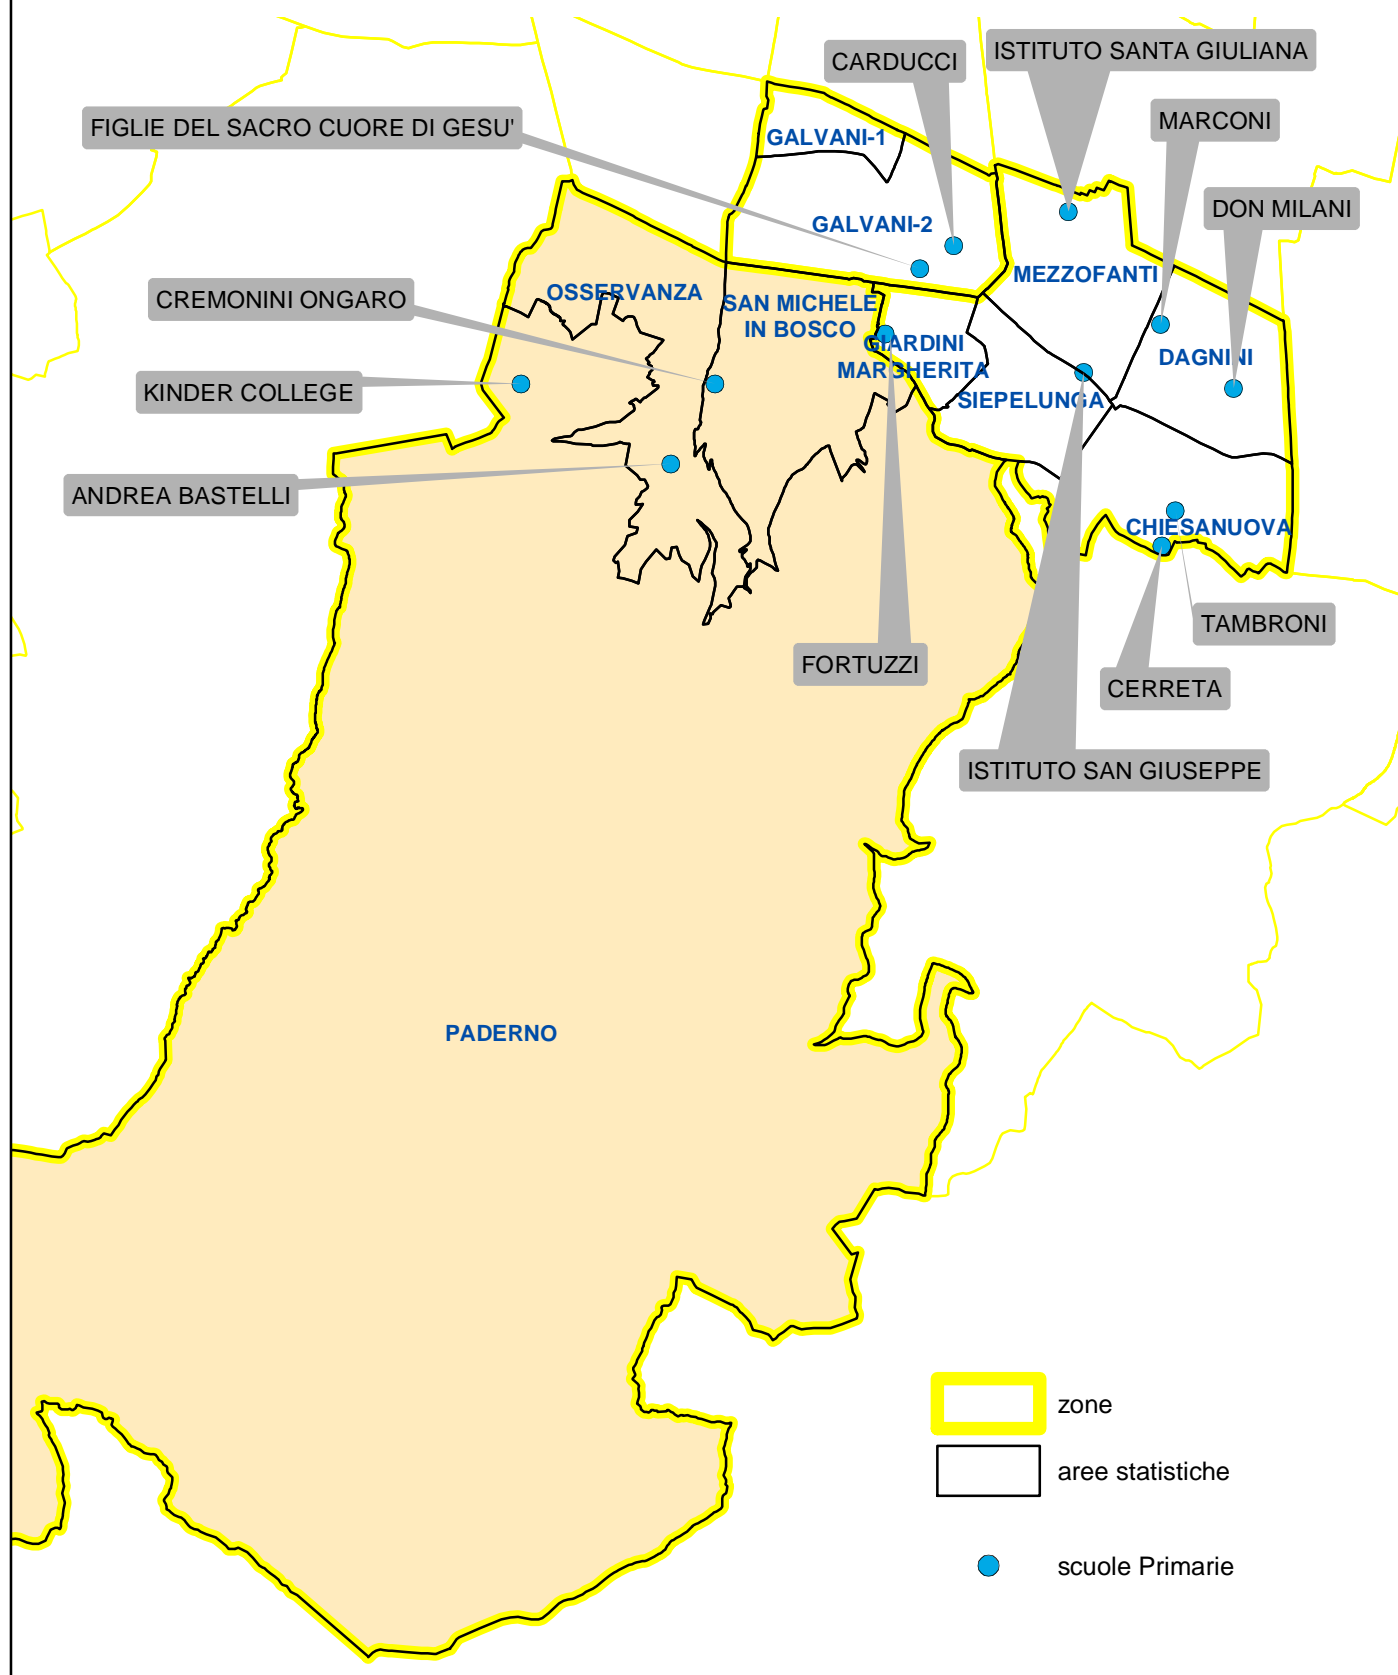 CARDUCCI
ISTITUTO SANTA GIULIANA
FIGLIE DEL SACRO CUORE DI GESU'
GALVANI-1
MARCONI
GALVANI-2
DON MILANI
MEZZOFANTI
CREMONINI ONGARO
OSSERVANZA
SAN MICHELE
IN BOSCO
GIARDINI
MARGHERITA
DAGNINI
KINDER COLLEGE
SIEPELUNGA
ANDREA BASTELLI
CHIESANUOVA
TAMBRONI
FORTUZZI
CERRETA
ISTITUTO SAN GIUSEPPE
PADERNO
zone
aree statistiche
scuole Primarie